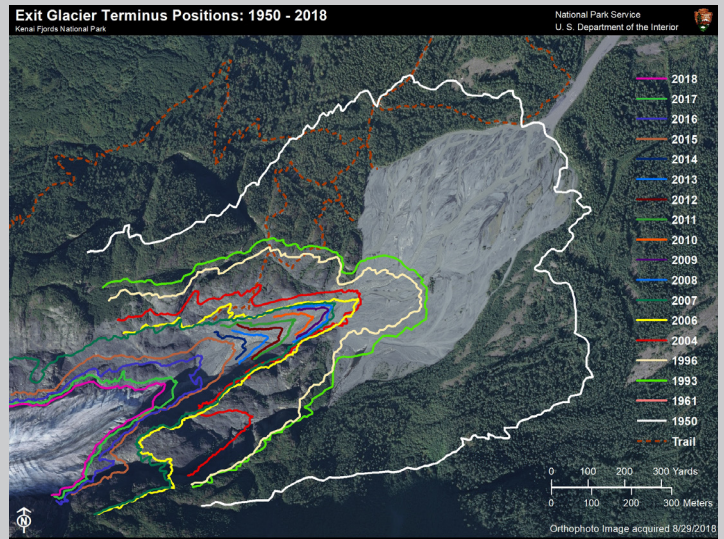 Exit Glacier Terminus Positions: 1950 - 2018
Kenai Fjords National Park
National Park Service
U. S. Department of the Interior
2018
2017
2016
2015
2014
2013
2012
2011
2010
2009
2008
2007
2006
2004
1996
1993
1961
1950
Trail
0 100 200 300 Yards
0 100 200 300 Meters
N
Orthophoto Image acquired 8/29/2018